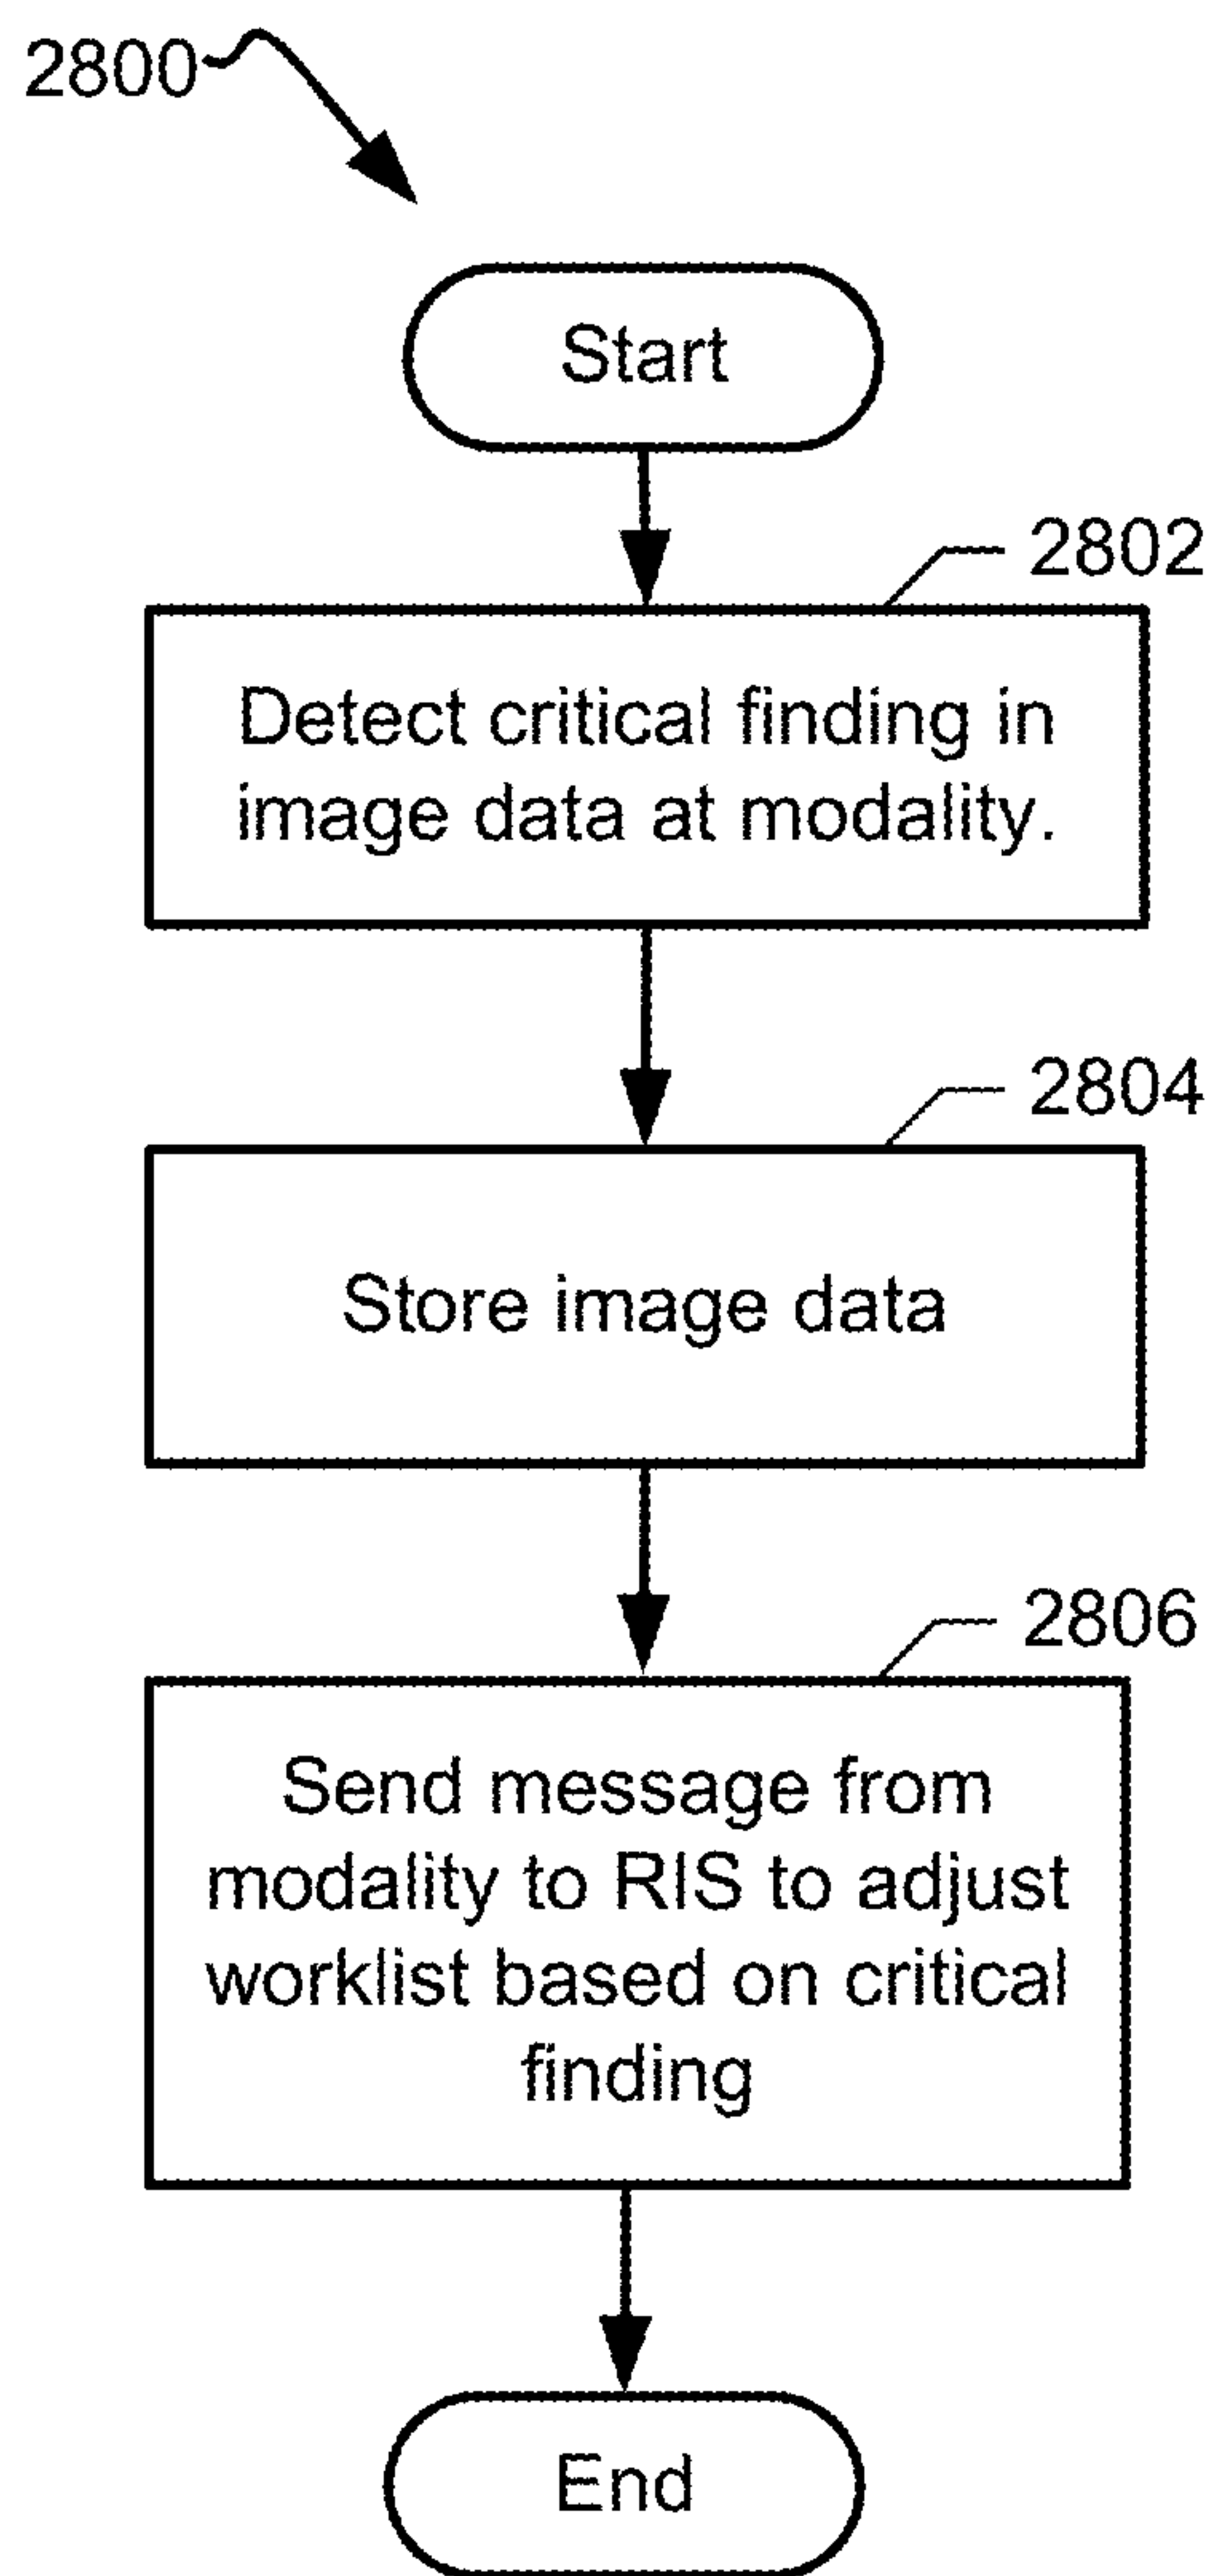 2800
Start
2802
Detect critical finding in
image data at modality.
2804
Store image data
2806
Send message from
modality to RIS to adjust
worklist based on critical
finding
End